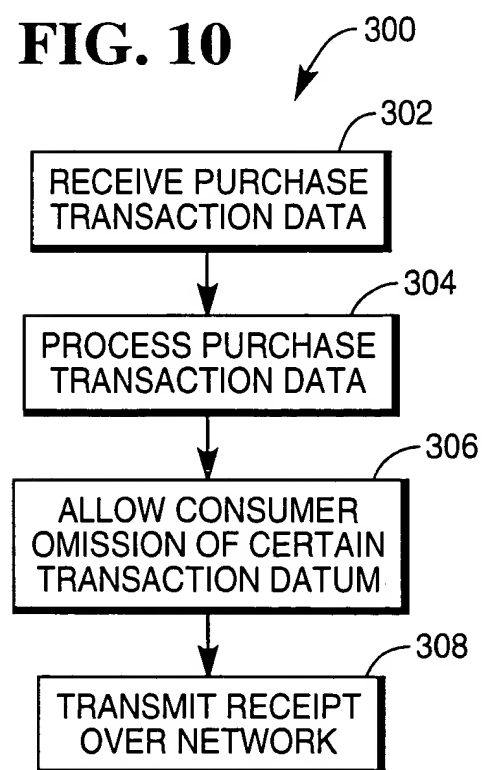 FIG. 10
300
302
RECEIVE PURCHASE
TRANSACTION DATA
304
PROCESS PURCHASE
TRANSACTION DATA
306
ALLOW CONSUMER
OMISSION OF CERTAIN
TRANSACTION DATUM
308
TRANSMIT RECEIPT
OVER NETWORK